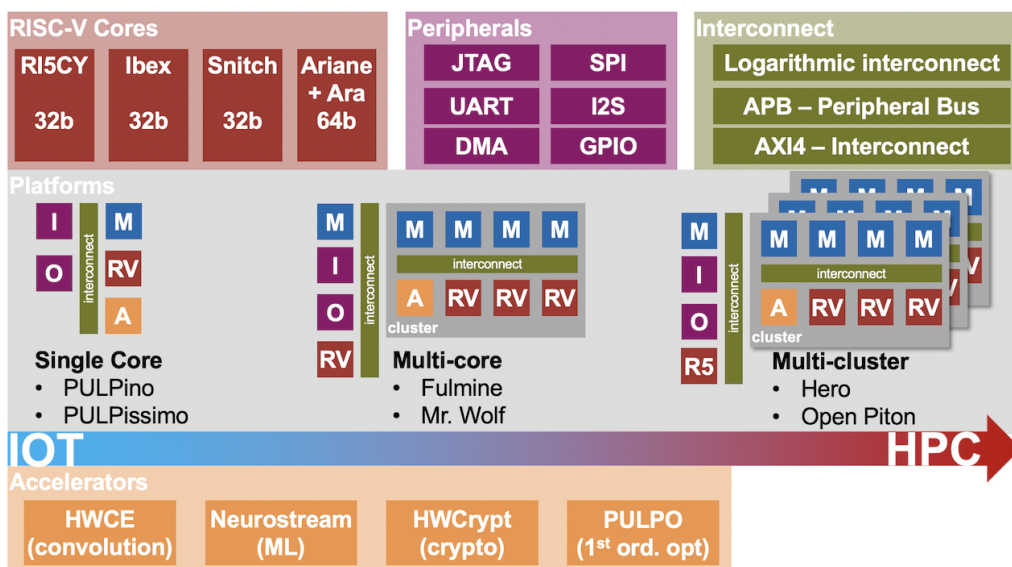 RISC-V Cores
RI5CY
32b
Ibex
32b
Snitch
32b
Ariane
+ Ara
64b
Peripherals
JTAG
SPI
UART
I2S
DMA
GPIO
Interconnect
Logarithmic interconnect
APB – Peripheral Bus
AXI4 – Interconnect
Platforms
I
O
interconnect
M
RV
A
Single Core
• PULPino
• PULPissimo
M
I
O
RV
interconnect
M M M M
interconnect
A RV RV RV
cluster
Multi-core
• Fulmine
• Mr. Wolf
M
I
O
R5
interconnect
M M M M
M M M M
M M M M
interconnect
A RV RV RV
RV
RV
cluster
Multi-cluster
• Hero
• Open Piton
IOT
HPC
Accelerators
HWCE
(convolution)
Neurostream
(ML)
HWCrypt
(crypto)
PULPO
(1st ord. opt)